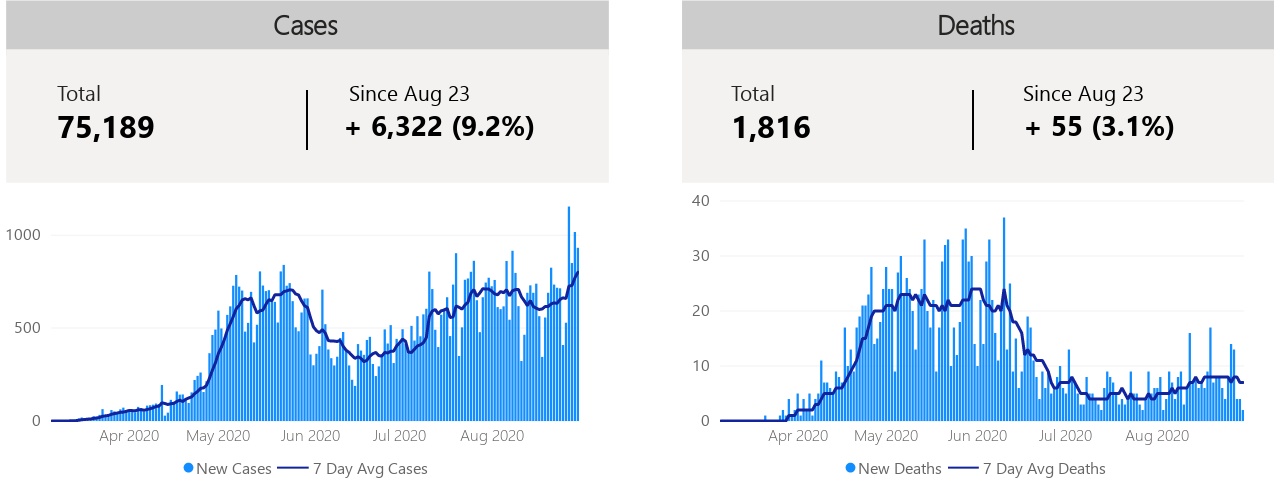 Cases
Total
75,189
Since Aug 23
+ 6,322 (9.2%)
1000
500
0
Apr 2020 May 2020 Jun 2020 Jul 2020 Aug 2020
New Cases 7 Day Avg Cases
Deaths
Total
1,816
Since Aug 23
+ 55 (3.1%)
40
30
20
10
0
Apr 2020 May 2020 Jun 2020 Jul 2020 Aug 2020
New Deaths 7 Day Avg Deaths